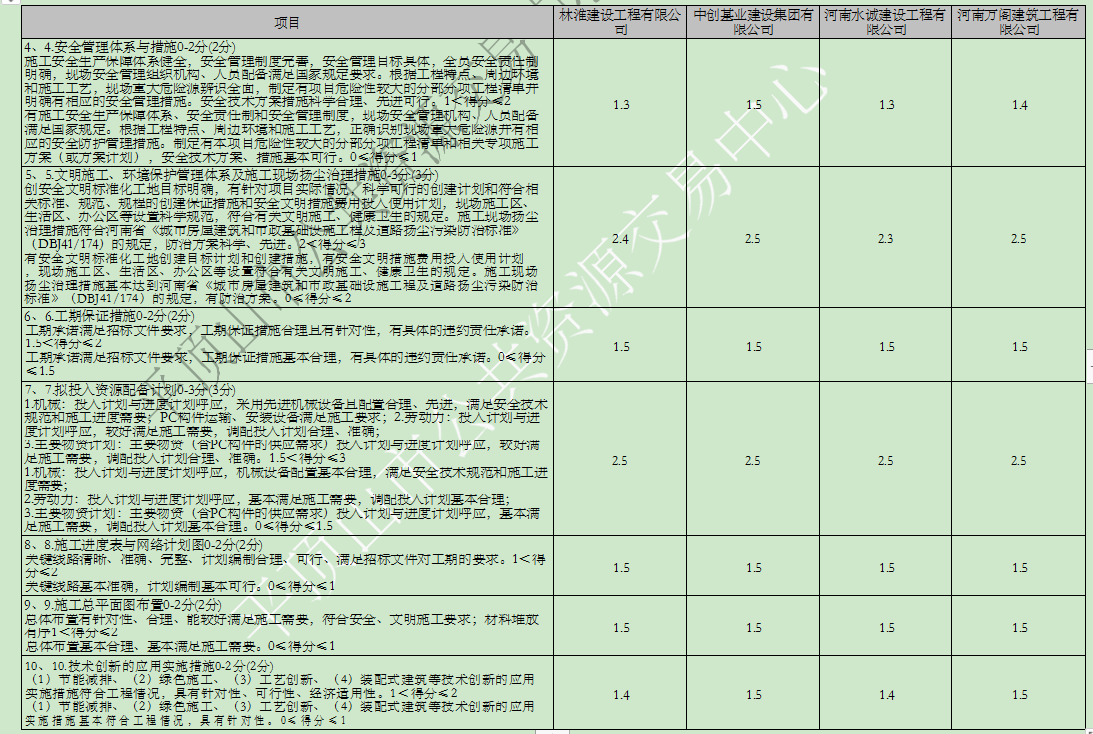 项目
林淮建设工程有限公
司
中创基业建设集团有
限公司
河南水诚建设工程有
限公司
河南万阁建筑工程有
限公司
4、4.安全管理体系与措施0-2分(2分)
施工安全生产保障体系健全，安全管理制度完善，安全管理目标具体，全员安全责任制
明确，现场安全管理组织机构、人员配备满足国家规定要求。根据工程特点、周边环境
和施工工艺，现场重大危险源辨识全面，制定有项目危险性较大的分部分项工程清单并
明确有相应的安全管理措施。安全技术方案措施科学合理、先进可行。1＜得分≤2
有施工安全生产保障体系、安全责任制和安全管理制度，现场安全管理机构、人员配备
满足国家规定。根据工程特点、周边环境和施工工艺，正确识别现场重大危险源并有相
应的安全防护管理措施。制定有本项目危险性较大的分部分项工程清单和相关专项施工
方案（或方案计划），安全技术方案、措施基本可行。0≤得分≤1
1.3
1.5
1.3
1.4
5、5.文明施工、环境保护管理体系及施工现场扬尘治理措施0-3分(3分)
创安全文明标准化工地目标明确，有针对项目实际情况，科学可行的创建计划和符合相
关标准、规范、规程的创建保证措施和安全文明措施费用投入使用计划，现场施工区、
生活区、办公区等设置科学规范，符合有关文明施工、健康卫生的规定。施工现场扬尘
治理措施符合河南省《城市房屋建筑和市政基础设施工程及道路扬尘污染防治标准》
（DBJ41/174）的规定，防治方案科学、先进。2＜得分≤3
有安全文明标准化工地创建目标计划和创建措施，有安全文明措施费用投入使用计划
，现场施工区、生活区、办公区等设置符合有关文明施工、健康卫生的规定。施工现场
扬尘治理措施基本达到河南省《城市房屋建筑和市政基础设施工程及道路扬尘污染防治
标准》（DBJ41/174）的规定，有防治方案。0≤得分≤2
2.4
2.5
2.3
2.5
6、6.工期保证措施0-2分(2分)
工期承诺满足招标文件要求，工期保证措施合理且有针对性，有具体的违约责任承诺。
1.5＜得分≤2
工期承诺满足招标文件要求，工期保证措施基本合理，有具体的违约责任承诺。0≤得分
≤1.5
1.5
1.5
1.5
1.5
7、7.拟投入资源配备计划0-3分(3分)
1.机械：投入计划与进度计划呼应，采用先进机械设备且配置合理、先进，满足安全技术
规范和施工进度需要；PC构件运输、安装设备满足施工要求；2.劳动力：投入计划与进
度计划呼应，较好满足施工需要，调配投入计划合理、准确；
3.主要物资计划：主要物资（含PC构件的供应需求）投入计划与进度计划呼应，较好满
足施工需要，调配投入计划合理、准确。1.5＜得分≤3
1.机械：投入计划与进度计划呼应，机械设备配置基本合理，满足安全技术规范和施工进
度需要；
2.劳动力：投入计划与进度计划呼应，基本满足施工需要，调配投入计划基本合理；
3.主要物资计划：主要物资（含PC构件的供应需求）投入计划与进度计划呼应，基本满
足施工需要，调配投入计划基本合理。0≤得分≤1.5
2.5
2.5
2.5
2.5
8、8.施工进度表与网络计划图0-2分(2分)
关键线路清晰、准确、完整、计划编制合理、可行、满足招标文件对工期的要求。1＜得
分≤2
关键线路基本准确，计划编制基本可行。0≤得分≤1
1.5
1.5
1.5
1.5
9、9.施工总平面图布置0-2分(2分)
总体布置有针对性、合理、能较好满足施工需要，符合安全、文明施工要求；材料堆放
有序1＜得分≤2
总体布置基本合理、基本满足施工需要。0≤得分≤1
1.5
1.5
1.5
1.5
10、10.技术创新的应用实施措施0-2分(2分)
（1）节能减排、（2）绿色施工、（3）工艺创新、（4）装配式建筑等技术创新的应用
实施措施符合工程情况，具有针对性、可行性、经济适用性。1＜得分≤2
（1）节能减排、（2）绿色施工、（3）工艺创新、（4）装配式建筑等技术创新的应用
实施措施基本符合工程情况，具有针对性。0≤得分≤1
1.4
1.5
1.4
1.5
平顶山市公共资源交易中心